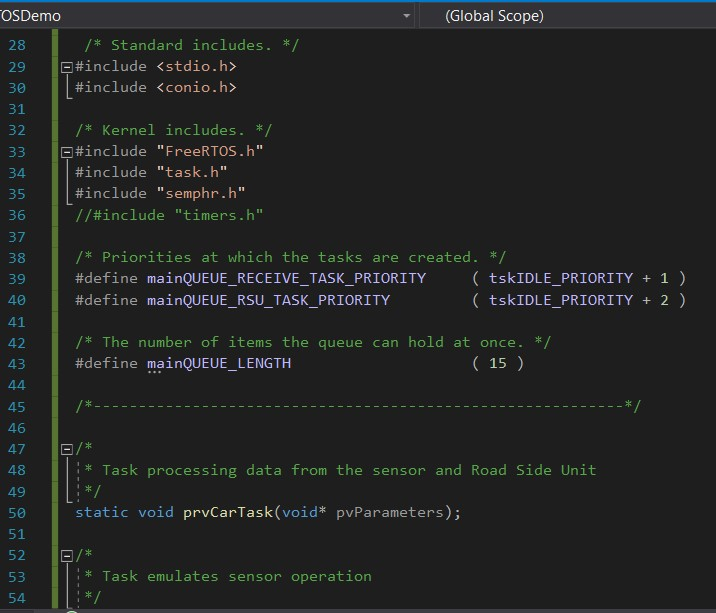 TOSDemo (Global Scope)
28 /* Standard includes. */
29 #include <stdio.h>
30 #include <conio.h>
31
32 /* Kernel includes. */
33 #include "FreeRTOS.h"
34 #include "task.h"
35 #include "semphr.h"
36 //#include "timers.h"
37
38 /* Priorities at which the tasks are created. */
39 #define mainQUEUE_RECEIVE_TASK_PRIORITY ( tskIDLE_PRIORITY + 1 )
40 #define mainQUEUE_RSU_TASK_PRIORITY ( tskIDLE_PRIORITY + 2 )
41
42 /* The number of items the queue can hold at once. */
43 #define mainQUEUE_LENGTH ( 15 )
44
45 /*-----------------------------------------------------------*/
46
47 /*
48 * Task processing data from the sensor and Road Side Unit
49 */
50 static void prvCarTask(void* pvParameters);
51
52 /*
53 * Task emulates sensor operation
54 */